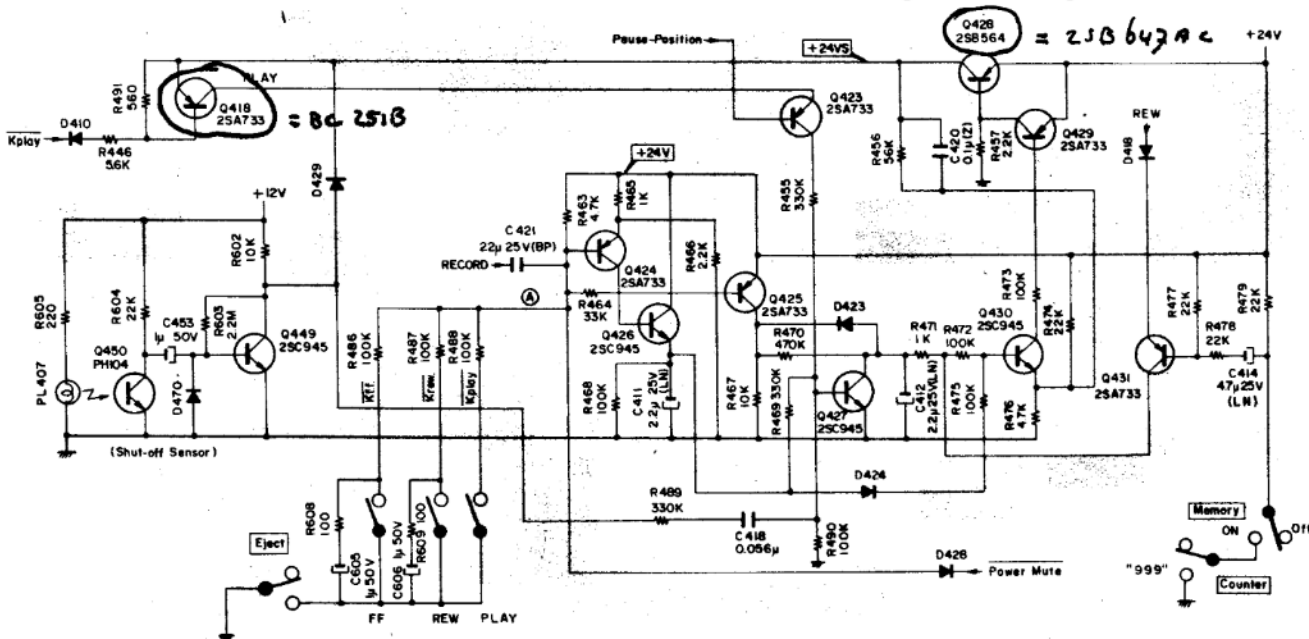 Q428
2SB564
= 2SB647AC
+24V
Pause-Position
+24VS
PLAY
R491
560
Q418
2SA733
= BC 251B
D410
Kplay
R446
56K
Q423
2SA733
Q429
2SA733
REW
R456
56K
C420
0.1µ(Z)
R457
2.2K
D418
D429
+24V
R463
4.7K
R465
1K
R455
330K
+12V
R602
10K
C421
22µ 25V(BP)
RECORD
Q424
2SA733
R466
2.2K
A
R464
33K
Q425
2SA733
D423
R605
220
R604
22K
C453
1µ 50V
R603
2.2M
Q449
2SC945
Q450
PH104
PL407
D470
(Shut-off Sensor)
R486
100K
R487
100K
R488
100K
Kff.
Krew.
Kplay
Q426
2SC945
R468
100K
C411
2.2µ 25V (LN)
R470
470K
R471
1K
R472
100K
R467
10K
R469 330K
Q427
2SC945
C412
2.2µ25V(LN)
R475
100K
R473
100K
Q430
2SC945
R474
22K
R476
47K
Q431
2SA733
R477
22K
R478
22K
R479
22K
C414
4.7µ25V
(LN)
D424
R489
330K
C418
0.056µ
R490
100K
D428
Power Mute
Eject
R608
100
C605
1µ 50V
C606 1µ 50V
R609 100
FF REW PLAY
Memory
ON
Off
"999"
Counter